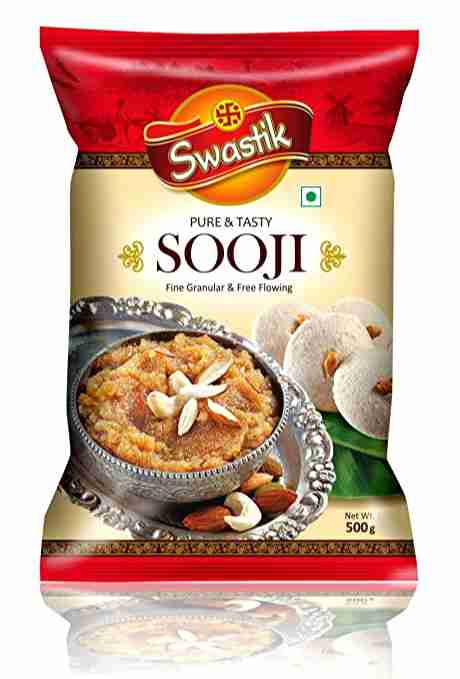 Swastik
PURE & TASTY
SOOJI
Fine Granular & Free Flowing
Net Wt.
500g